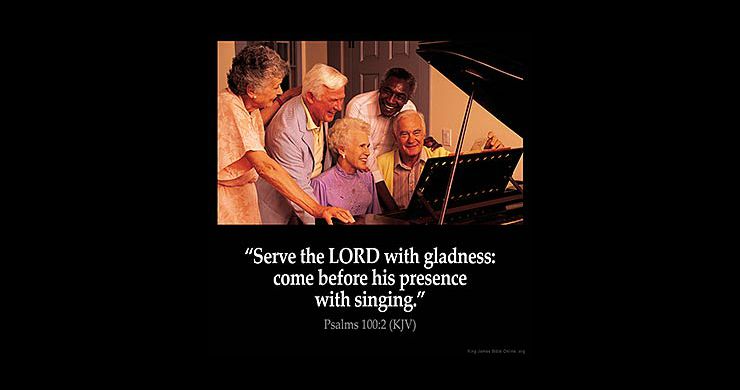 “Serve the LORD with gladness:
come before his presence
with singing.”
Psalms 100:2 (KJV)
King James Bible Online .org